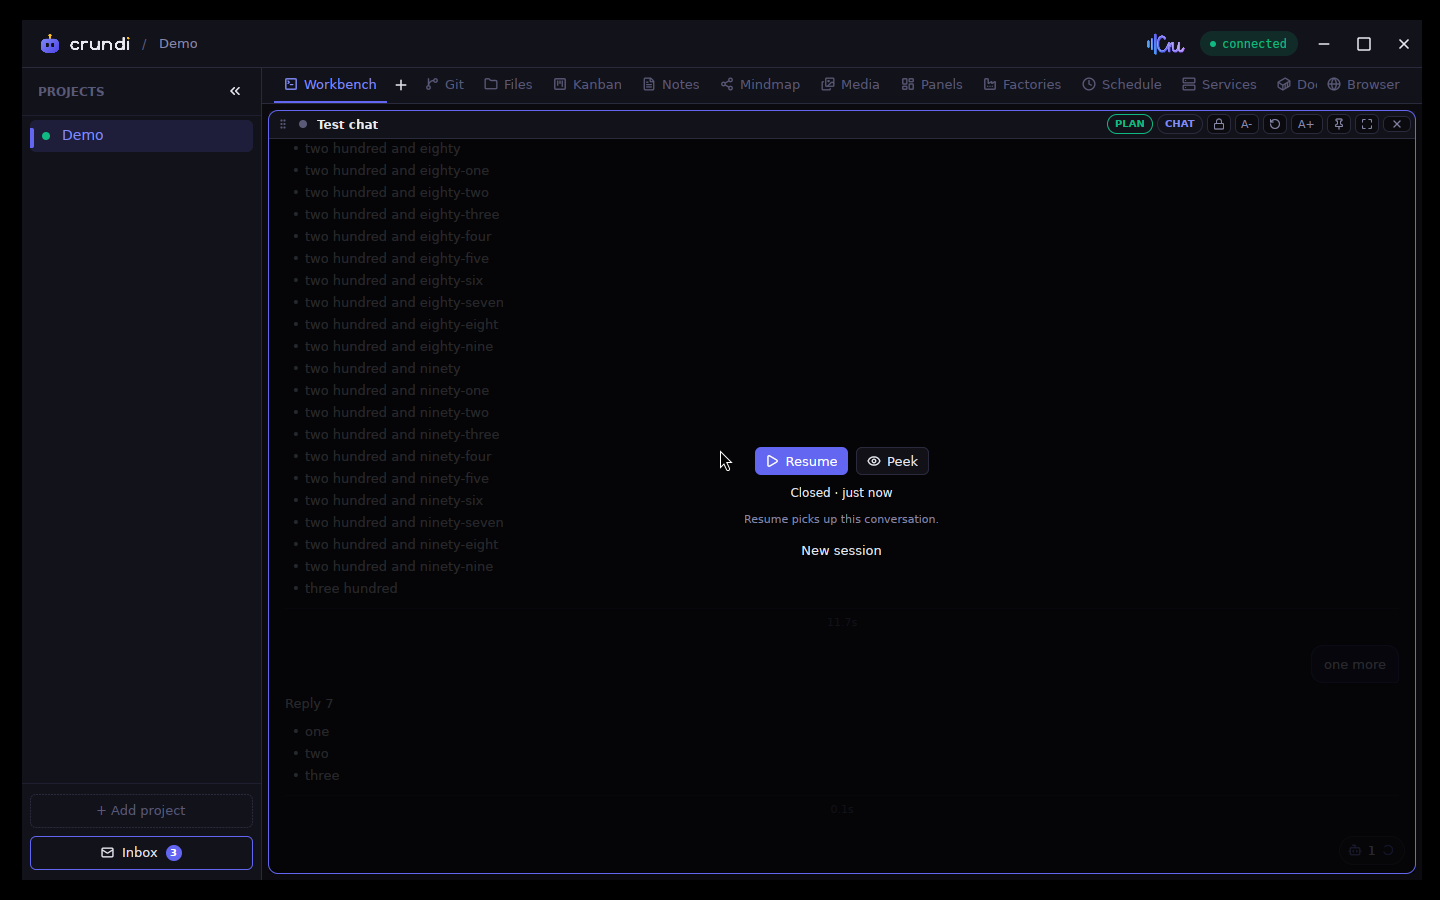 crundi / Demo
Cru
connected
PROJECTS
Workbench
Git
Files
Kanban
Notes
Mindmap
Media
Panels
Factories
Schedule
Services
Do
Browser
Demo
Test chat
PLAN
CHAT
A-
A+
• two hundred and eighty
• two hundred and eighty-one
• two hundred and eighty-two
• two hundred and eighty-three
• two hundred and eighty-four
• two hundred and eighty-five
• two hundred and eighty-six
• two hundred and eighty-seven
• two hundred and eighty-eight
• two hundred and eighty-nine
• two hundred and ninety
• two hundred and ninety-one
• two hundred and ninety-two
• two hundred and ninety-three
• two hundred and ninety-four
• two hundred and ninety-five
• two hundred and ninety-six
• two hundred and ninety-seven
• two hundred and ninety-eight
• two hundred and ninety-nine
• three hundred
Resume
Peek
Closed · just now
Resume picks up this conversation.
New session
11.7s
one more
Reply 7
• one
• two
• three
0.1s
1
+ Add project
Inbox 3